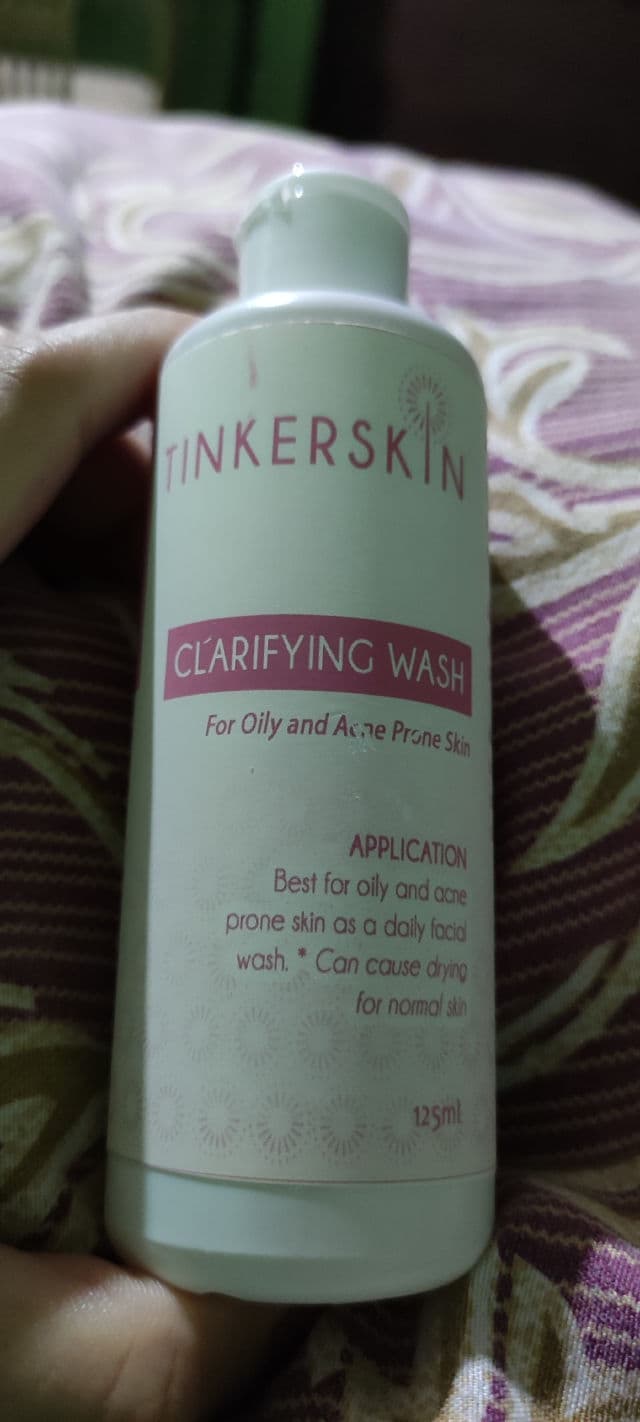 TINKERSKIN
CLARIFYING WASH
For Oily and Acne Prone Skin
APPLICATION
Best for oily and acne
prone skin as a daily facial
wash. * Can cause drying
for normal skin
125ml